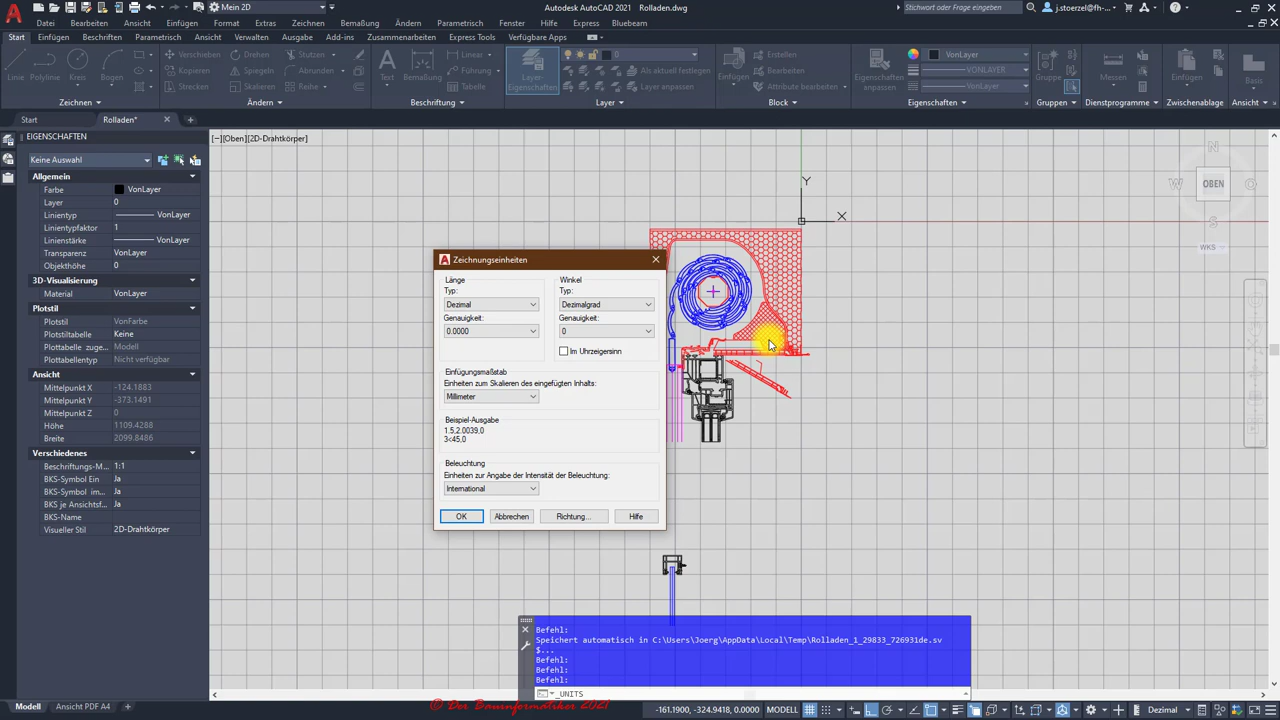 Mein 2D
Autodesk AutoCAD 2021
Rolladen.dwg
Stichwort oder Frage eingeben
j.stoerzel@fh-...
Datei
Bearbeiten
Ansicht
Einfügen
Format
Extras
Zeichnen
Bemaßung
Ändern
Parametrisch
Fenster
Hilfe
Express
Bluebeam
Start
Einfügen
Beschriften
Parametrisch
Ansicht
Verwalten
Ausgabe
Add-ins
Zusammenarbeiten
Express Tools
Verfügbare Apps
Linie
Polylinie
Kreis
Bogen
Verschieben
Drehen
Stutzen
Kopieren
Spiegeln
Abrunden
Strecken
Skalieren
Reihe
Text
Bemaßung
Linear
Führung
Tabelle
Layer-
Eigenschaften
0
Als aktuell festlegen
Layer anpassen
Einfügen
Erstellen
Bearbeiten
Attribute bearbeiten
Eigenschaften
anpassen
VonLayer
VONLAYER
VonLayer
Gruppe
Messen
Einfügen
Basis
Zeichnen
Ändern
Beschriftung
Layer
Block
Eigenschaften
Gruppen
Dienstprogramme
Zwischenablage
Ansicht
Start
Rolladen*
EIGENSCHAFTEN
Keine Auswahl
Allgemein
Farbe VonLayer
Layer 0
Linientyp VonLayer
Linientypfaktor 1
Linienstärke VonLayer
Transparenz VonLayer
Objekthöhe 0
3D-Visualisierung
Material VonLayer
Plotstil
Plotstil VonFarbe
Plotstiltabelle Keine
Plottabelle zuge... Modell
Plottabellentyp Nicht verfügbar
Ansicht
Mittelpunkt X -124.1883
Mittelpunkt Y -373.1491
Mittelpunkt Z 0
Höhe 1109.4288
Breite 2099.8486
Verschiedenes
Beschriftungs-M... 1:1
BKS-Symbol Ein Ja
BKS-Symbol im... Ja
BKS je Ansichtsf... Ja
BKS-Name
Visueller Stil 2D-Drahtkörper
[−][Oben][2D-Drahtkörper]
Y
X
N
W
OBEN
O
S
WKS
Zeichnungseinheiten
Länge
Typ:
Dezimal
Genauigkeit:
0.0000
Winkel
Typ:
Dezimalgrad
Genauigkeit:
0
Im Uhrzeigersinn
Einfügungsmaßstab
Einheiten zum Skalieren des eingefügten Inhalts:
Millimeter
Beispiel-Ausgabe
1.5,2.0039,0
3<45,0
Beleuchtung
Einheiten zur Angabe der Intensität der Beleuchtung:
International
OK
Abbrechen
Richtung...
Hilfe
Befehl:
Speichert automatisch in C:\Users\Joerg\AppData\Local\Temp\Rolladen_1_29833_726931de.sv
$...
Befehl:
Befehl:
Befehl:
_UNITS
Modell
Ansicht PDF A4
© Der Bauinformatiker 2021
-161.1900, -324.9418, 0.0000
MODELL
1:1
Dezimal